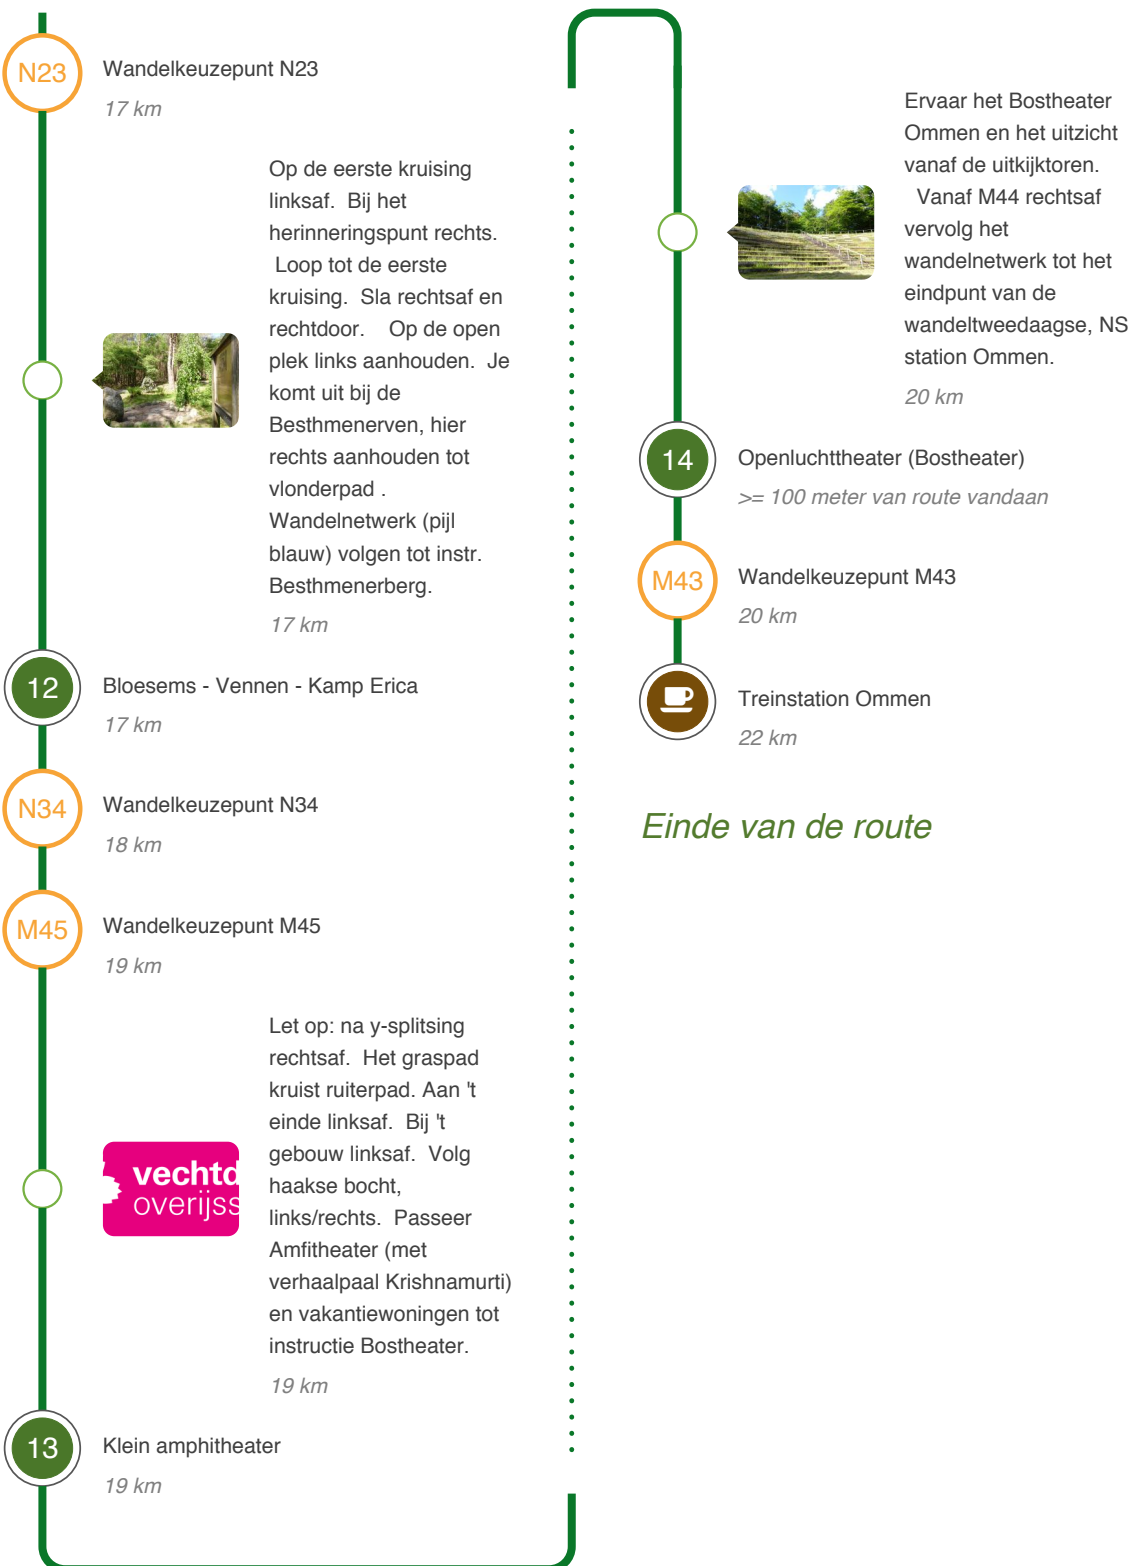 N23
Wandelkeuzepunt N23
17 km
Op de eerste kruising
linksaf. Bij het
herinneringspunt rechts.
Loop tot de eerste
kruising. Sla rechtsaf en
rechtdoor. Op de open
plek links aanhouden. Je
komt uit bij de
Besthmenerven, hier
rechts aanhouden tot
vlonderpad .
Wandelnetwerk (pijl
blauw) volgen tot instr.
Besthmenerberg.
17 km
12
Bloesems - Vennen - Kamp Erica
17 km
N34
Wandelkeuzepunt N34
18 km
M45
Wandelkeuzepunt M45
19 km
Let op: na y-splitsing
rechtsaf. Het graspad
kruist ruiterpad. Aan 't
einde linksaf. Bij 't
gebouw linksaf. Volg
haakse bocht,
links/rechts. Passeer
Amfitheater (met
verhaalpaal Krishnamurti)
en vakantiewoningen tot
instructie Bostheater.
19 km
vechtd
overijss
13
Klein amphitheater
19 km
Ervaar het Bostheater
Ommen en het uitzicht
vanaf de uitkijktoren.
Vanaf M44 rechtsaf
vervolg het
wandelnetwerk tot het
eindpunt van de
wandeltweedaagse, NS
station Ommen.
20 km
14
Openluchttheater (Bostheater)
>= 100 meter van route vandaan
M43
Wandelkeuzepunt M43
20 km
Treinstation Ommen
22 km
Einde van de route